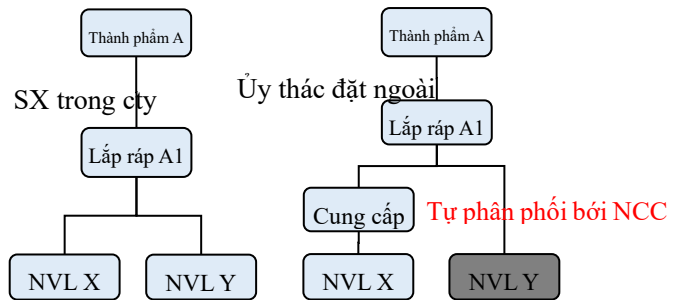 Thành phẩm A
SX trong cty
Lắp ráp A1
NVL X
NVL Y
Thành phẩm A
Ủy thác đặt ngoài
Lắp ráp A1
Cung cấp
Tự phân phối bới NCC
NVL X
NVL Y